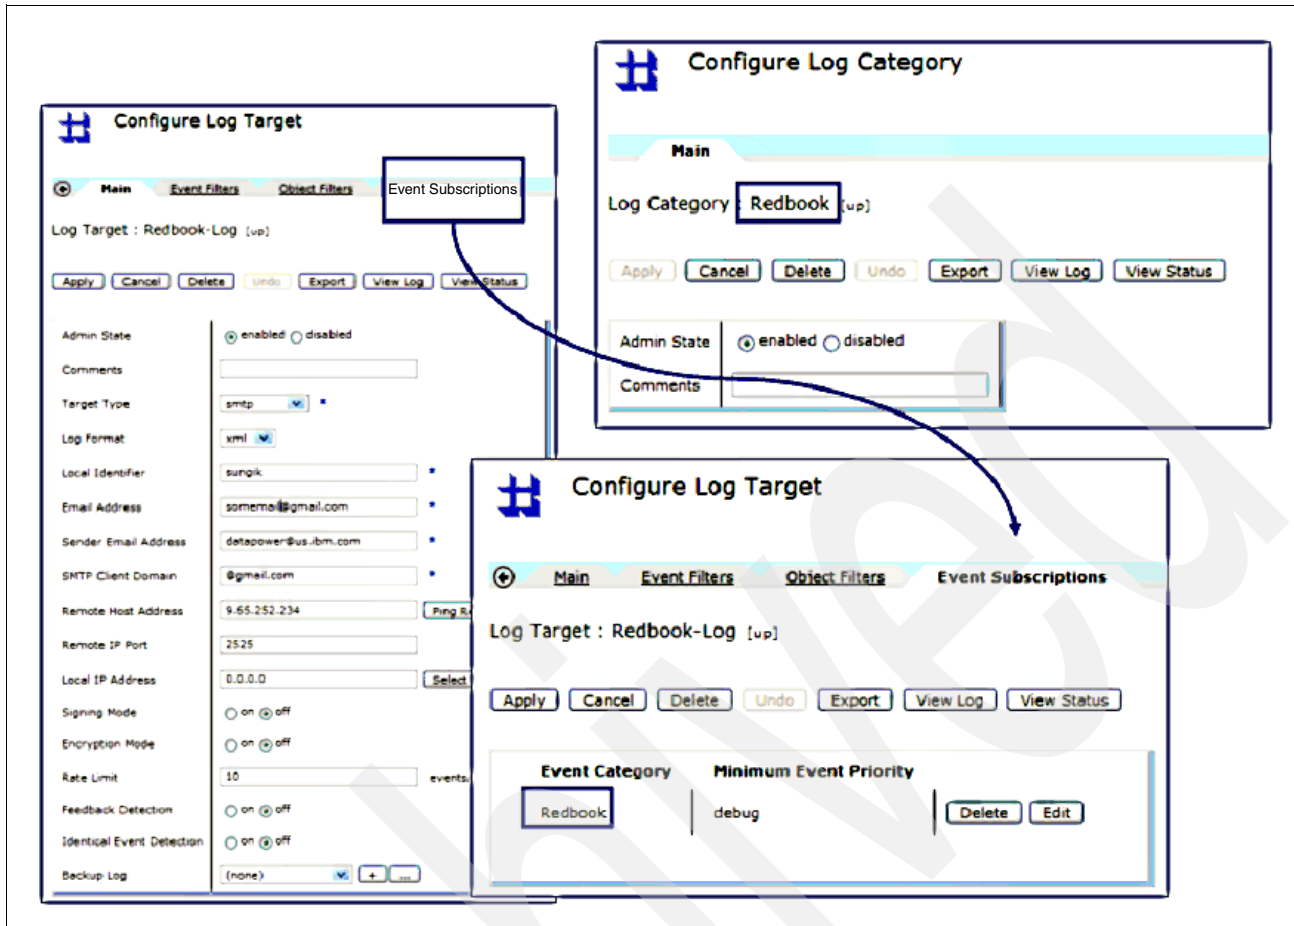 Configure Log Category
Main
Log Category : Redbook [up]
Apply Cancel Delete Undo Export View Log View Status
Admin State enabled disabled
Comments
Configure Log Target
Main Event Filters Object Filters Event Subscriptions
Log Target : Redbook-Log [up]
Apply Cancel Delete Undo Export View Log View Status
Admin State enabled disabled
Comments
Target Type smtp *
Log Format xml
Local Identifier sungik *
Email Address somemail@gmail.com *
Sender Email Address datapower@us.ibm.com *
SMTP Client Domain @gmail.com *
Remote Host Address 9.65.252.234 Ping
Remote IP Port 2525
Local IP Address 0.0.0.0 Select
Signing Mode on off
Encryption Mode on off
Rate Limit 10 events
Feedback Detection on off
Identical Event Detection on off
Backup Log (none) + ...
Configure Log Target
Main Event Filters Object Filters Event Subscriptions
Log Target : Redbook-Log [up]
Apply Cancel Delete Undo Export View Log View Status
Event Category Minimum Event Priority
Redbook debug Delete Edit
hived